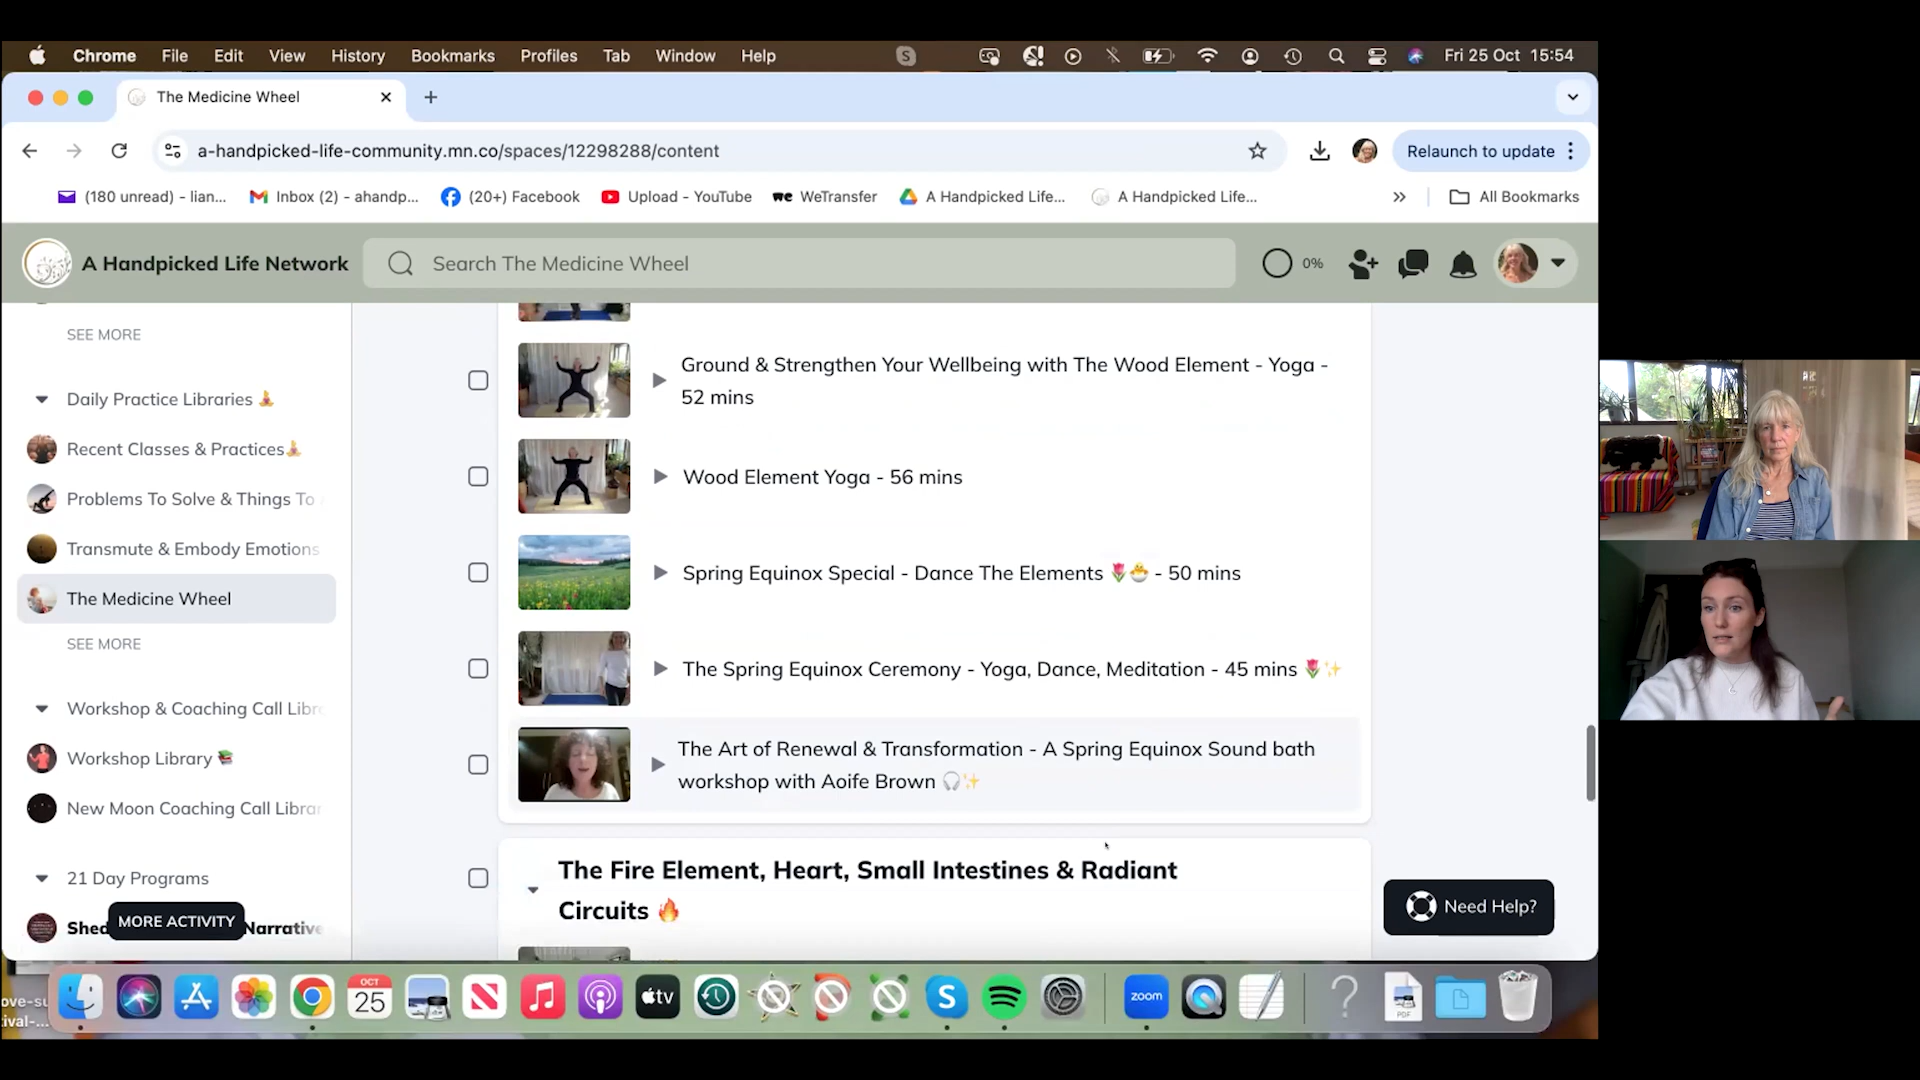 Chrome File Edit View History Bookmarks Profiles Tab Window Help Fri 25 Oct 15:54
The Medicine Wheel
a-handpicked-life-community.mn.co/spaces/12298288/content
Relaunch to update
(180 unread) - lian... Inbox (2) - ahandp... (20+) Facebook Upload - YouTube WeTransfer A Handpicked Life... A Handpicked Life... All Bookmarks
A Handpicked Life Network
Search The Medicine Wheel
0%
SEE MORE
Daily Practice Libraries 🧘
Recent Classes & Practices🧘
Problems To Solve & Things To
Transmute & Embody Emotions
The Medicine Wheel
SEE MORE
Workshop & Coaching Call Libr
Workshop Library 📚
New Moon Coaching Call Librar
21 Day Programs
Shed Narrative
MORE ACTIVITY
Ground & Strengthen Your Wellbeing with The Wood Element - Yoga -
52 mins
Wood Element Yoga - 56 mins
Spring Equinox Special - Dance The Elements 🌷🐣 - 50 mins
The Spring Equinox Ceremony - Yoga, Dance, Meditation - 45 mins 🌷✨
The Art of Renewal & Transformation - A Spring Equinox Sound bath
workshop with Aoife Brown 🎧✨
The Fire Element, Heart, Small Intestines & Radiant
Circuits 🔥
Need Help?
OCT
25
tv
zoom
PDF